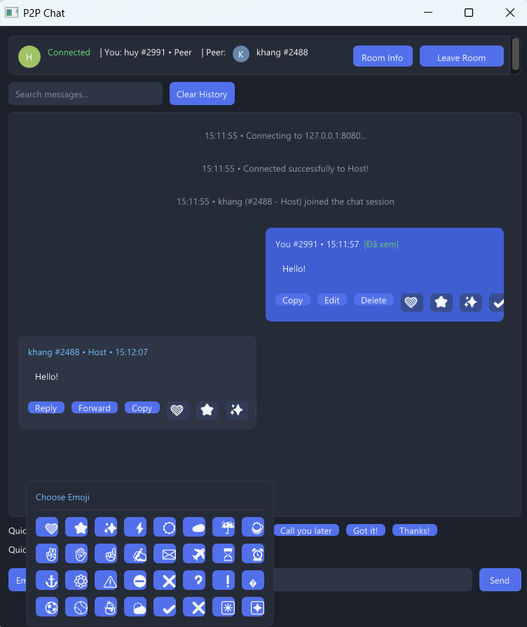 P2P Chat
H Connected | You: huy #2991 • Peer | Peer: K khang #2488 Room Info Leave Room
Search messages... Clear History
15:11:55 • Connecting to 127.0.0.1:8080...
15:11:55 • Connected successfully to Host!
15:11:55 • khang (#2488 - Host) joined the chat session
You #2991 • 15:11:57 [Đã xem]
Hello!
Copy Edit Delete
khang #2488 • Host • 15:12:07
Hello!
Reply Forward Copy
Choose Emoji
Quic Call you later Got it! Thanks!
Quic
Em Send